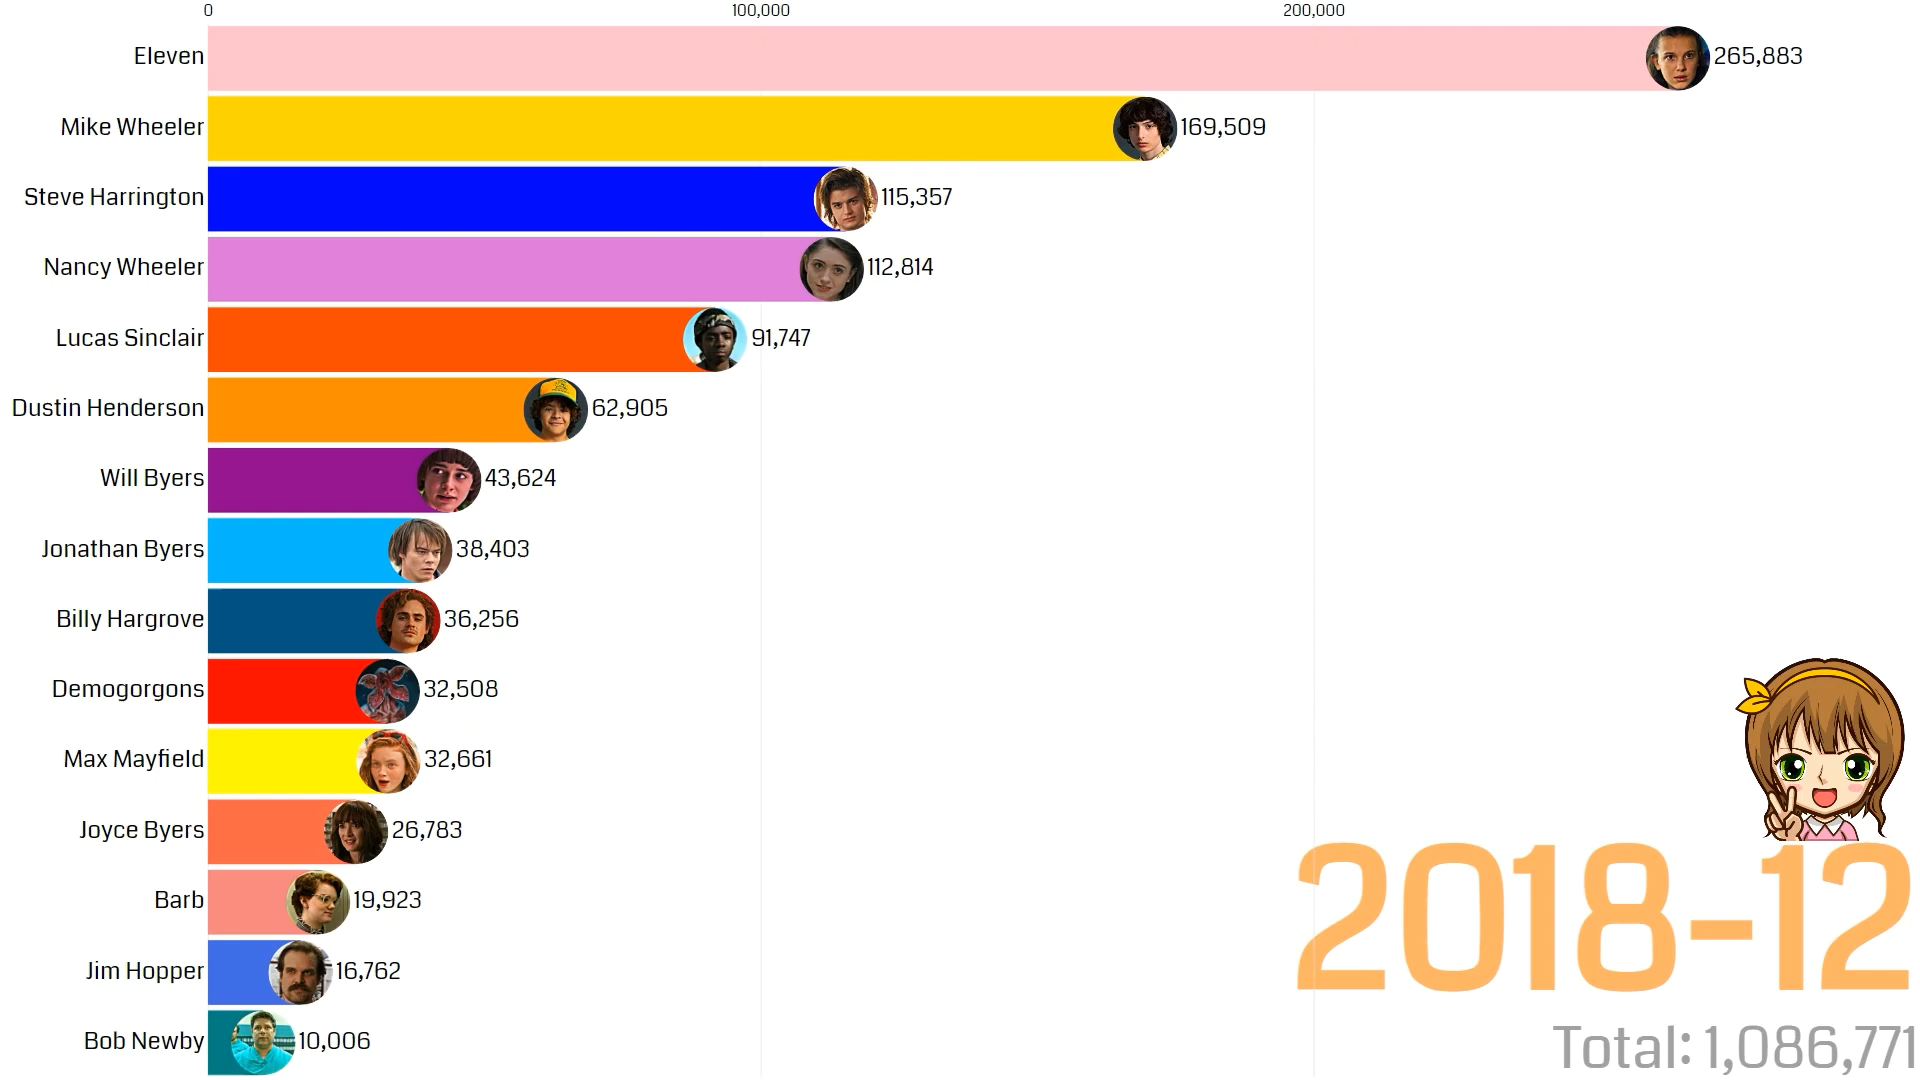 0 100,000 200,000
Eleven 265,883
Mike Wheeler 169,509
Steve Harrington 115,357
Nancy Wheeler 112,814
Lucas Sinclair 91,747
Dustin Henderson 62,905
Will Byers 43,624
Jonathan Byers 38,403
Billy Hargrove 36,256
Demogorgons 32,508
Max Mayfield 32,661
Joyce Byers 26,783
Barb 19,923
Jim Hopper 16,762
Bob Newby 10,006
2018-12
Total: 1,086,771